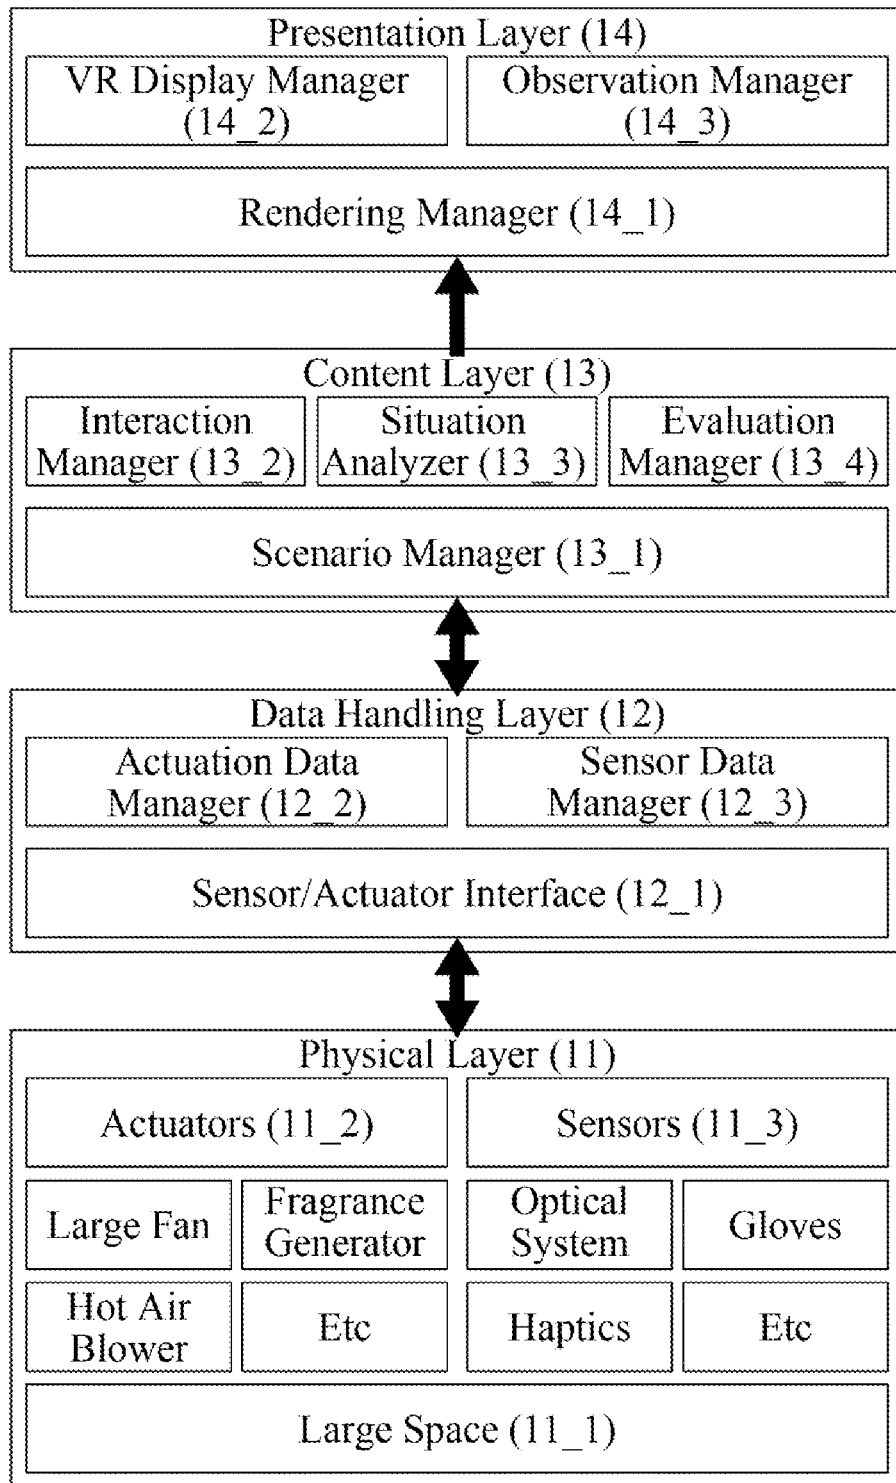 Presentation Layer (14)
VR Display Manager
(14_2)
Observation Manager
(14_3)
Rendering Manager (14_1)
Content Layer (13)
Interaction
Manager (13_2)
Situation
Analyzer (13_3)
Evaluation
Manager (13_4)
Scenario Manager (13_1)
Data Handling Layer (12)
Actuation Data
Manager (12_2)
Sensor Data
Manager (12_3)
Sensor/Actuator Interface (12_1)
Physical Layer (11)
Actuators (11_2)
Sensors (11_3)
Large Fan
Fragrance
Generator
Optical
System
Gloves
Hot Air
Blower
Etc
Haptics
Etc
Large Space (11_1)